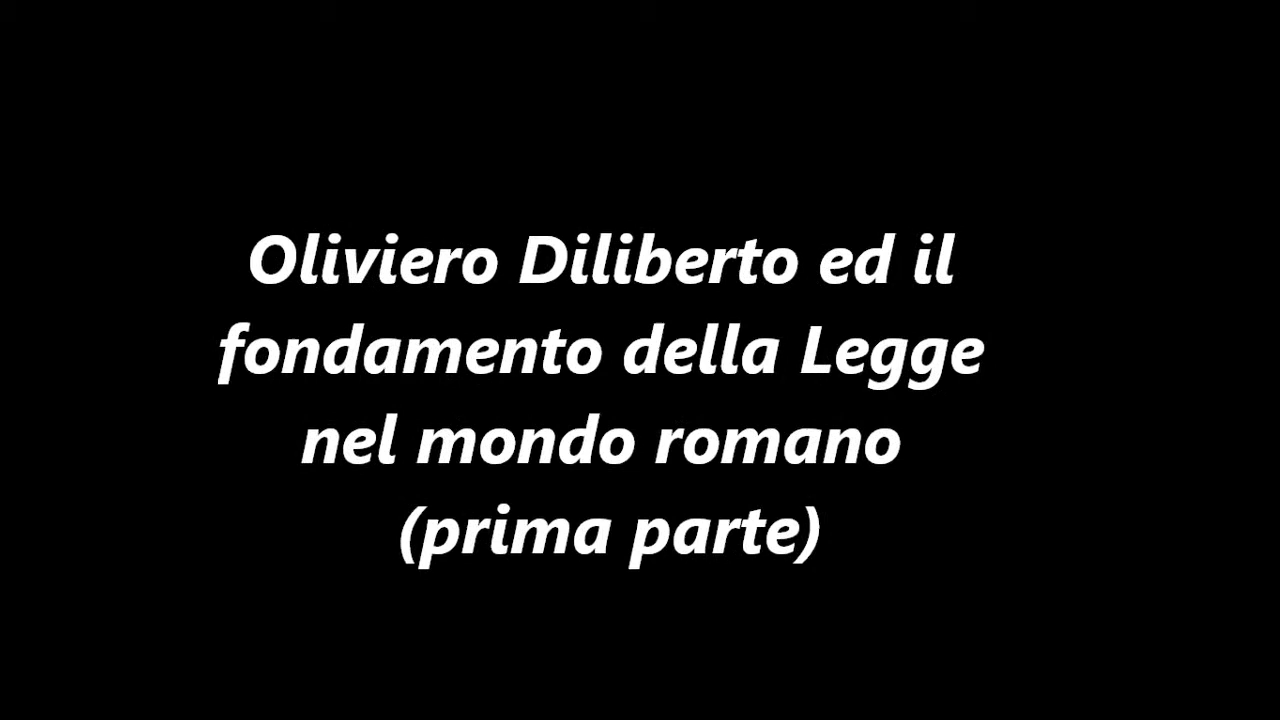 Oliviero Diliberto ed il
fondamento della Legge
nel mondo romano
(prima parte)